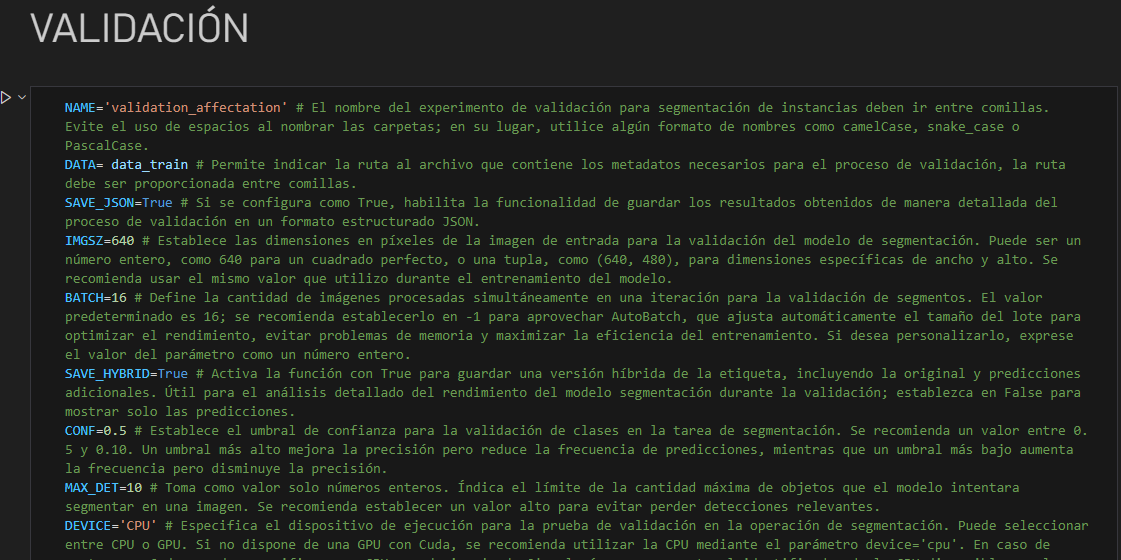 VALIDACIÓN
NAME='validation_affectation' # El nombre del experimento de validación para segmentación de instancias deben ir entre comillas.
Evite el uso de espacios al nombrar las carpetas; en su lugar, utilice algún formato de nombres como camelCase, snake_case o
PascalCase.
DATA= data_train # Permite indicar la ruta al archivo que contiene los metadatos necesarios para el proceso de validación, la ruta
debe ser proporcionada entre comillas.
SAVE_JSON=True # Si se configura como True, habilita la funcionalidad de guardar los resultados obtenidos de manera detallada del
proceso de validación en un formato estructurado JSON.
IMGSZ=640 # Establece las dimensiones en píxeles de la imagen de entrada para la validación del modelo de segmentación. Puede ser un
número entero, como 640 para un cuadrado perfecto, o una tupla, como (640, 480), para dimensiones específicas de ancho y alto. Se
recomienda usar el mismo valor que utilizo durante el entrenamiento del modelo.
BATCH=16 # Define la cantidad de imágenes procesadas simultáneamente en una iteración para la validación de segmentos. El valor
predeterminado es 16; se recomienda establecerlo en -1 para aprovechar AutoBatch, que ajusta automáticamente el tamaño del lote para
optimizar el rendimiento, evitar problemas de memoria y maximizar la eficiencia del entrenamiento. Si desea personalizarlo, exprese
el valor del parámetro como un número entero.
SAVE_HYBRID=True # Activa la función con True para guardar una versión híbrida de la etiqueta, incluyendo la original y predicciones
adicionales. Útil para el análisis detallado del rendimiento del modelo segmentación durante la validación; establezca en False para
mostrar solo las predicciones.
CONF=0.5 # Establece el umbral de confianza para la validación de clases en la tarea de segmentación. Se recomienda un valor entre 0.
5 y 0.10. Un umbral más alto mejora la precisión pero reduce la frecuencia de predicciones, mientras que un umbral más bajo aumenta
la frecuencia pero disminuye la precisión.
MAX_DET=10 # Toma como valor solo números enteros. Índica el límite de la cantidad máxima de objetos que el modelo intentara
segmentar en una imagen. Se recomienda establecer un valor alto para evitar perder detecciones relevantes.
DEVICE='CPU' # Especifica el dispositivo de ejecución para la prueba de validación en la operación de segmentación. Puede seleccionar
entre CPU o GPU. Si no dispone de una GPU con Cuda, se recomienda utilizar la CPU mediante el parámetro device='cpu'. En caso de